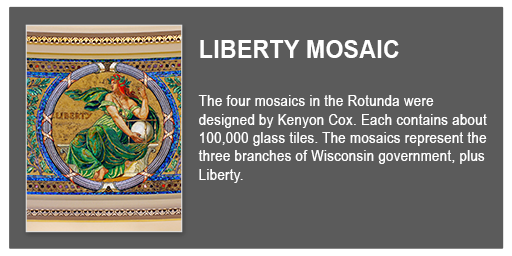 LIBERTY MOSAIC
LIBERTY
The four mosaics in the Rotunda were
designed by Kenyon Cox. Each contains about
100,000 glass tiles. The mosaics represent the
three branches of Wisconsin government, plus
Liberty.